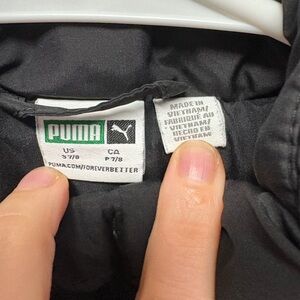 PUMA
US CA
S 7/8 P 7/8
PUMA.COM/FOREVERBETTER
MADE IN
VIETNAM/
FABRIQUÉ AU
VIETNAM/
HECHO EN
VIETNAM